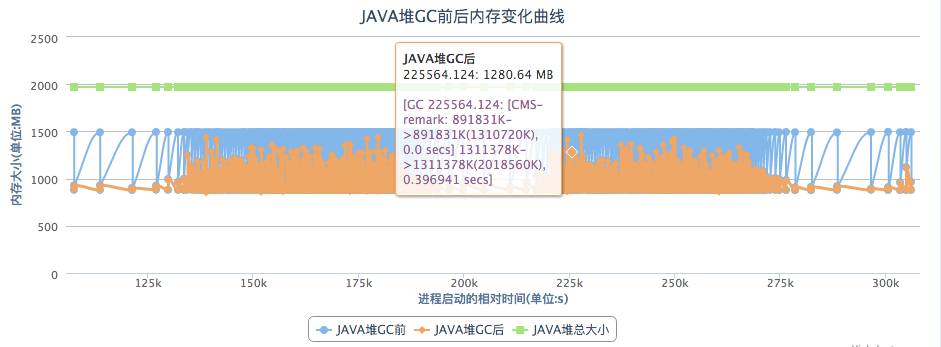 JAVA堆GC前后内存变化曲线
2500
2000
1500
1000
500
0
内存大小(单位:MB)
JAVA堆GC后
225564.124: 1280.64 MB
[GC 225564.124: [CMS-
remark: 891831K-
>891831K(1310720K),
0.0 secs] 1311378K-
>1311378K(2018560K),
0.396941 secs]
125k
150k
175k
200k
225k
250k
275k
300k
进程启动的相对时间(单位:s)
JAVA堆GC前
JAVA堆GC后
JAVA堆总大小